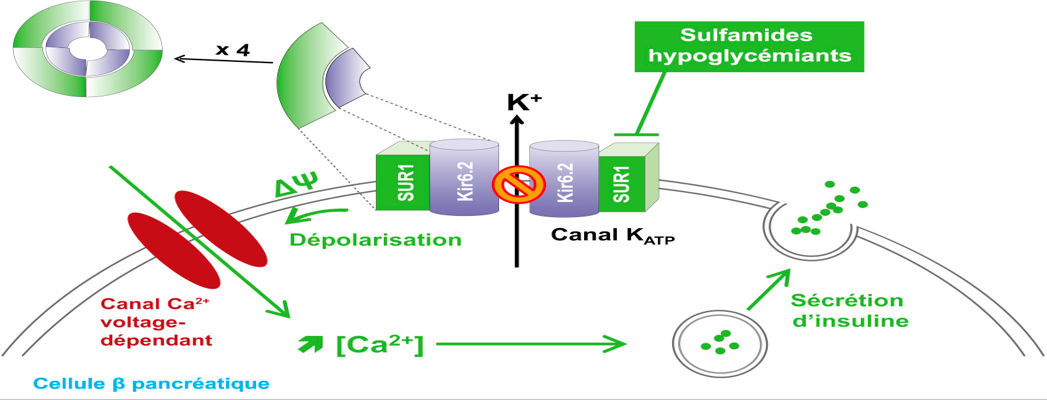 x 4
Sulfamides
hypoglycémiants
K⁺
SUR1
Kir6.2
Kir6.2
SUR1
ΔΨ
Dépolarisation
Canal K_ATP
Canal Ca²⁺
voltage-
dépendant
[Ca²⁺]
Sécrétion
d'insuline
Cellule β pancréatique